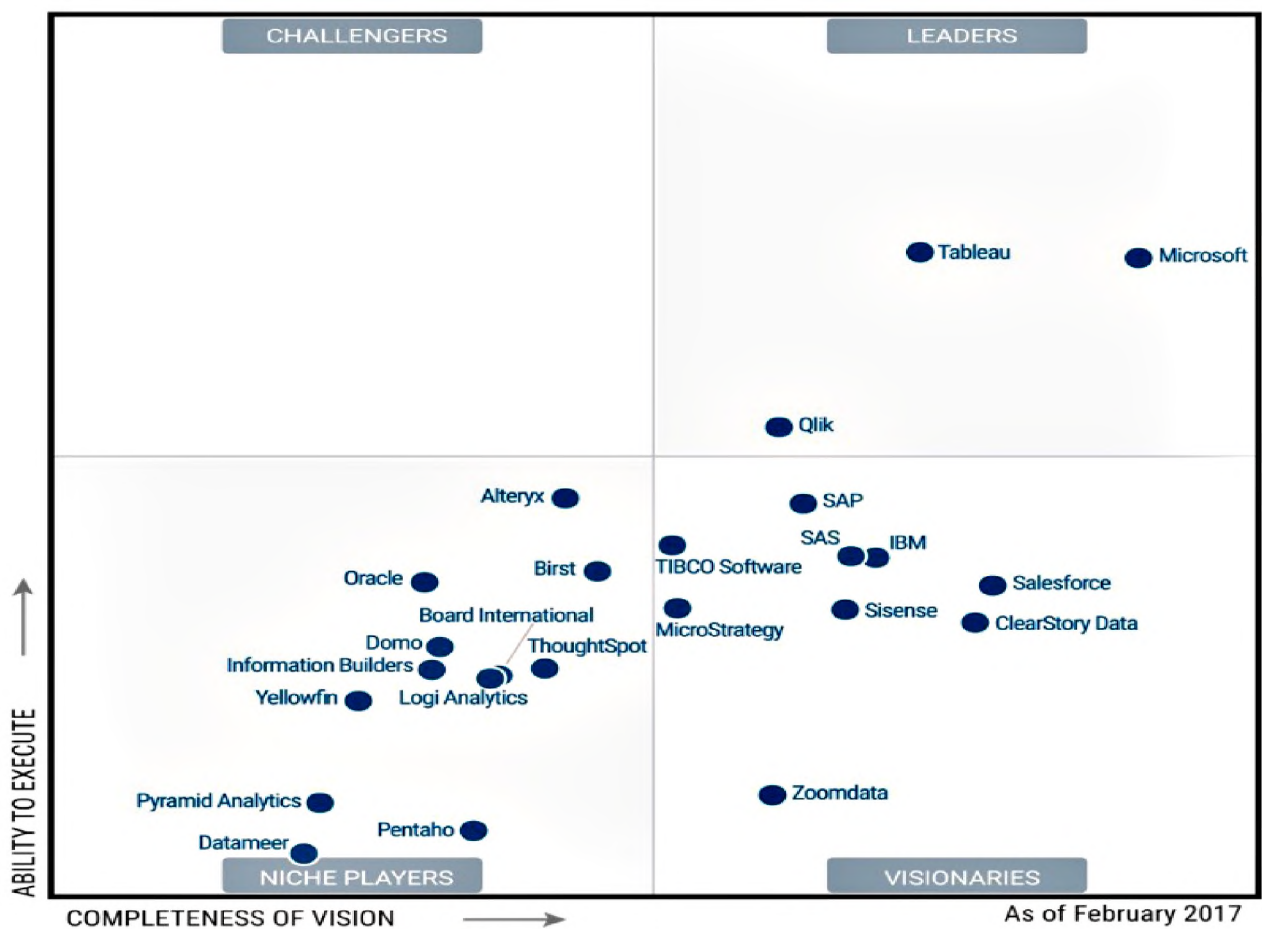 CHALLENGERS
LEADERS
Tableau
Microsoft
Qlik
Alteryx
SAP
SAS
IBM
TIBCO Software
Birst
Oracle
Salesforce
Board International
Sisense
ClearStory Data
MicroStrategy
Domo
ThoughtSpot
Information Builders
Yellowfin
Logi Analytics
Pyramid Analytics
Zoomdata
Pentaho
Datameer
NICHE PLAYERS
VISIONARIES
ABILITY TO EXECUTE
COMPLETENESS OF VISION
As of February 2017